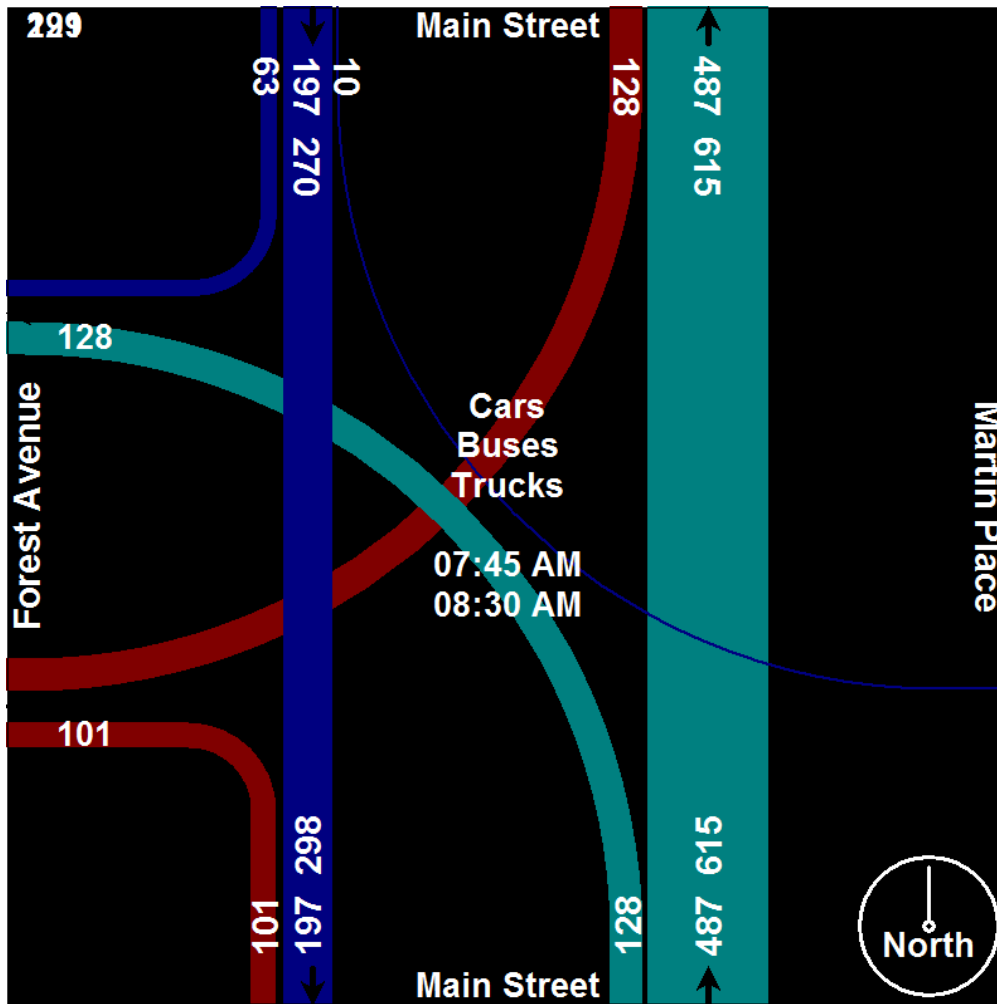 Main Street
63
197 270
10
128
487 615
128
Forest Avenue
Cars
Buses
Trucks
Martin Place
07:45 AM
08:30 AM
101
101
197 298
128
487 615
North
Main Street